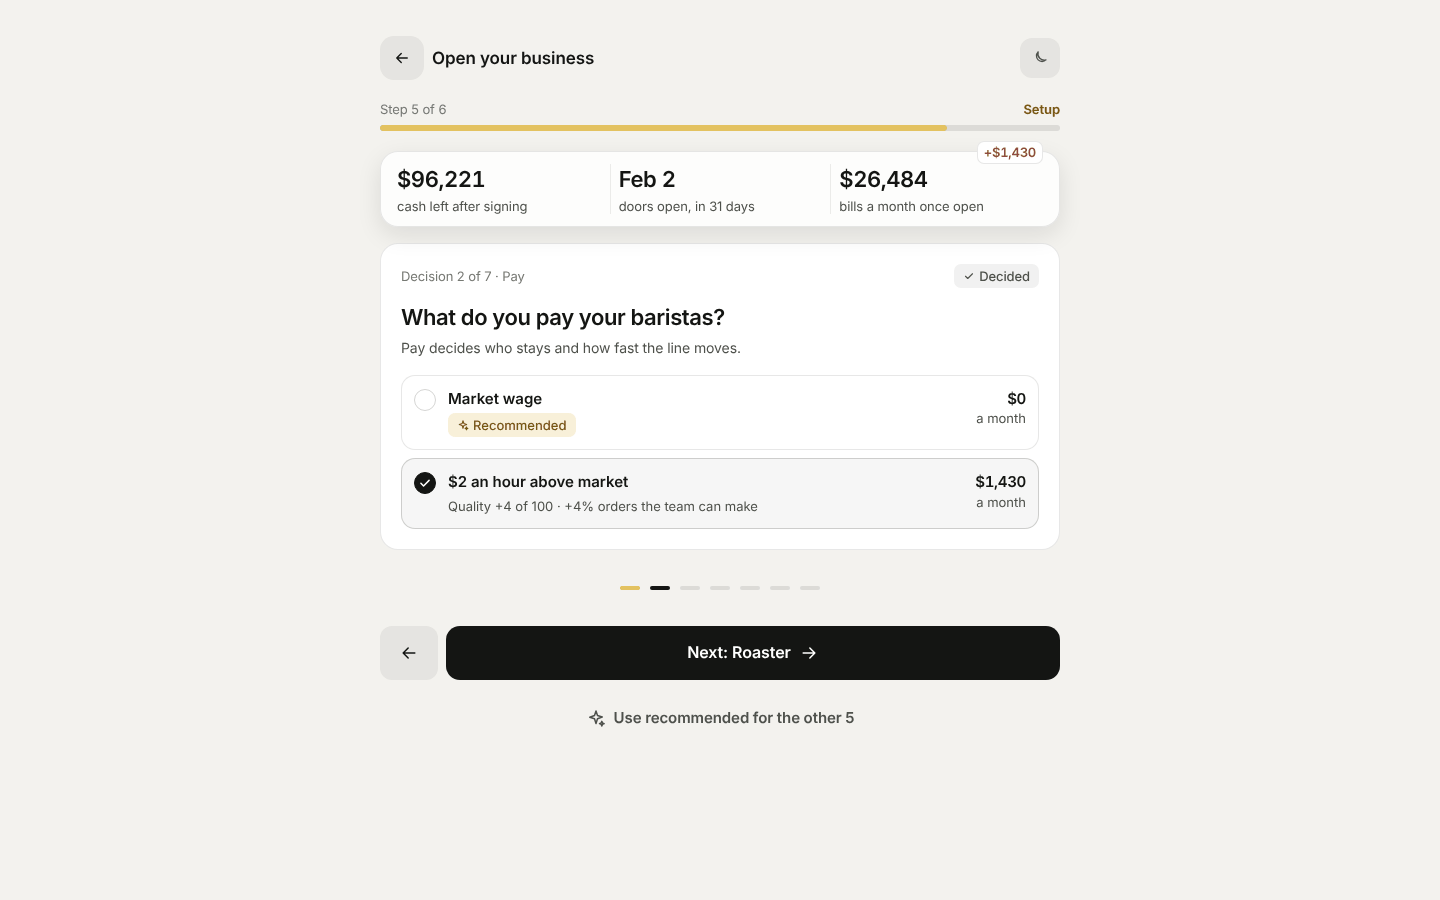 Open your business
Step 5 of 6
Setup
+$1,430
$96,221
cash left after signing
Feb 2
doors open, in 31 days
$26,484
bills a month once open
Decision 2 of 7 · Pay
Decided
What do you pay your baristas?
Pay decides who stays and how fast the line moves.
Market wage
Recommended
$0
a month
$2 an hour above market
Quality +4 of 100 · +4% orders the team can make
$1,430
a month
Next: Roaster
Use recommended for the other 5